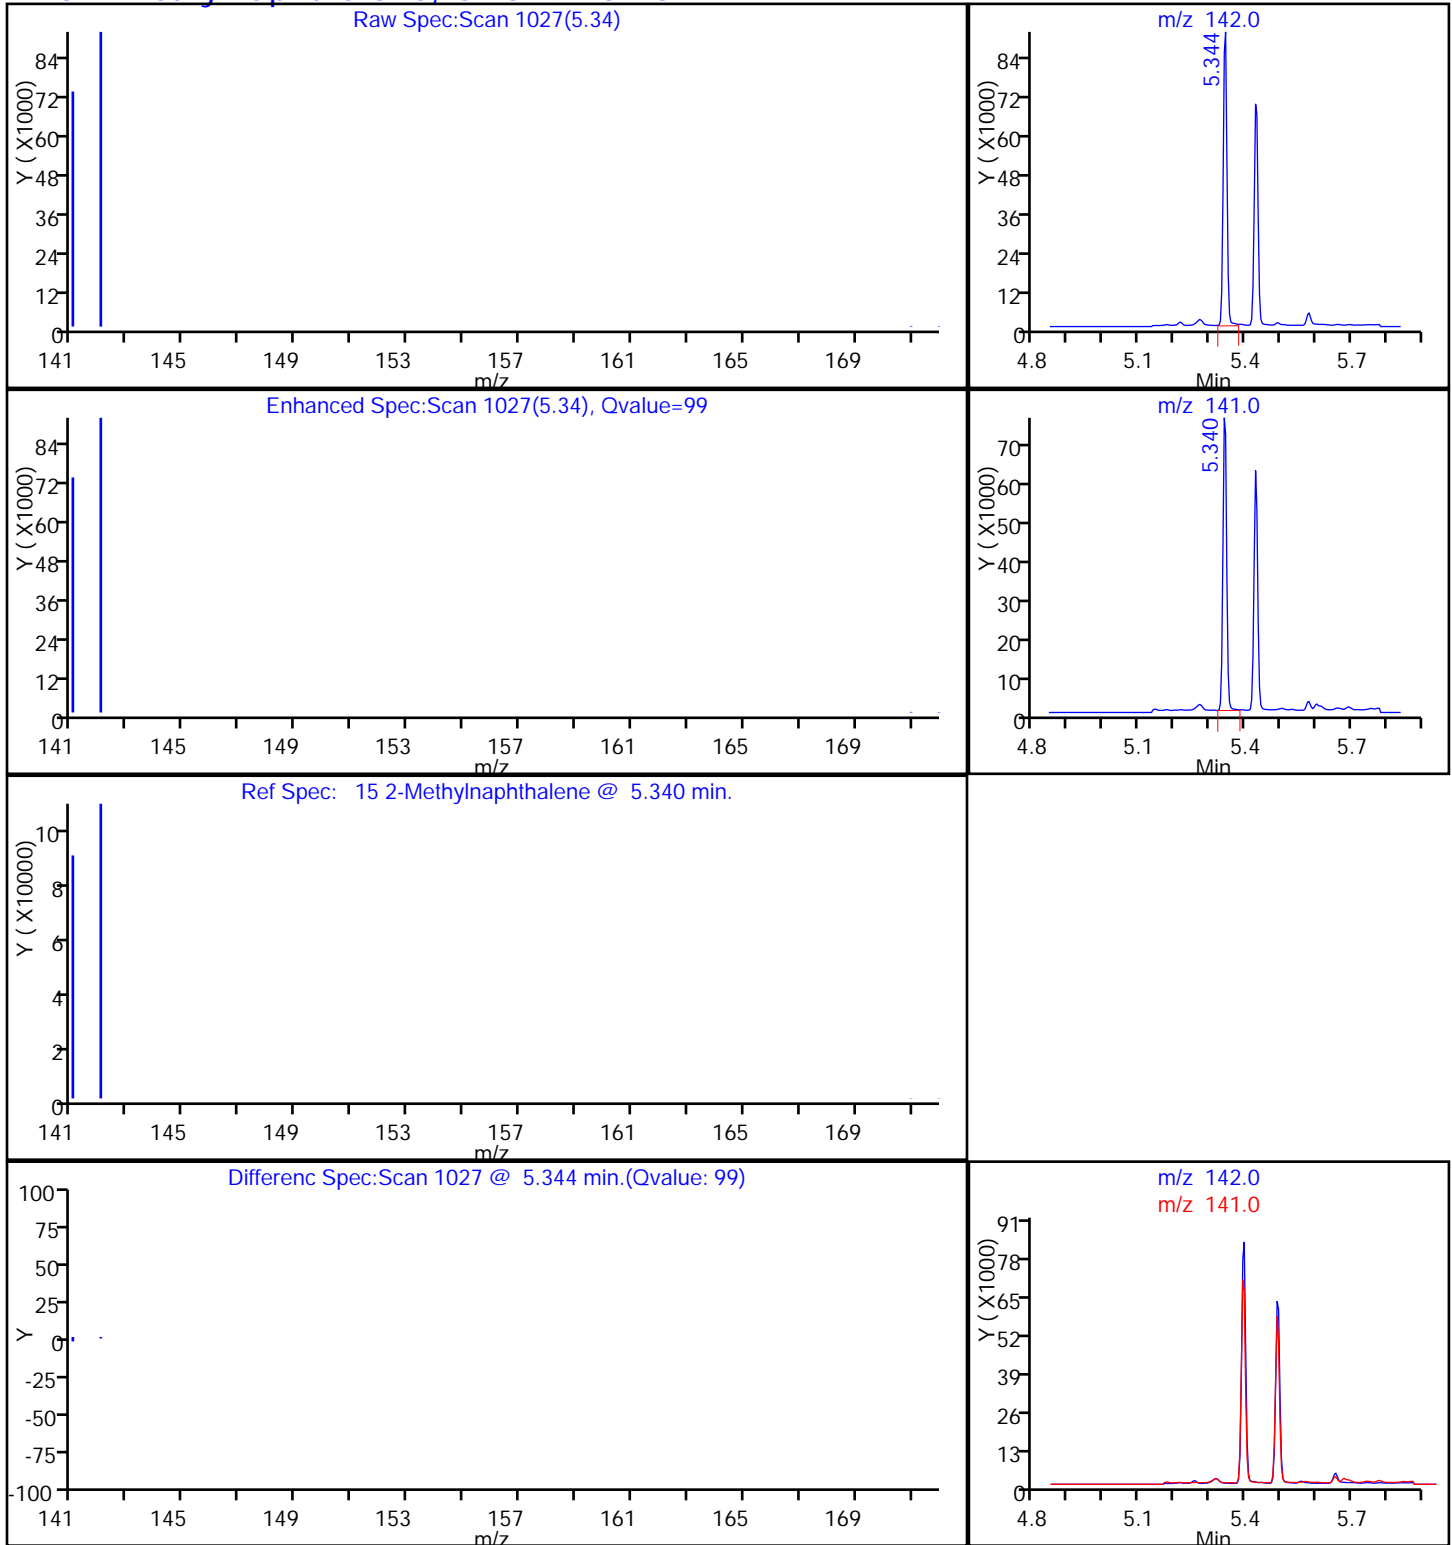 Raw Spec:Scan 1027(5.34)
Y ( X1000)
84
72
60
48
36
24
12
0
141 145 149 153 157 161 165 169
m/z
m/z 142.0
5.344
Y ( X1000)
84
72
60
48
36
24
12
0
4.8 5.1 5.4 5.7
Min
Enhanced Spec:Scan 1027(5.34), Qvalue=99
Y ( X1000)
84
72
60
48
36
24
12
0
141 145 149 153 157 161 165 169
m/z
m/z 141.0
5.340
Y ( X1000)
70
60
50
40
30
20
10
0
4.8 5.1 5.4 5.7
Min
Ref Spec: 15 2-Methylnaphthalene @ 5.340 min.
Y ( X10000)
10
8
6
4
2
0
141 145 149 153 157 161 165 169
m/z
Differenc Spec:Scan 1027 @ 5.344 min.(Qvalue: 99)
Y
100
75
50
25
0
-25
-50
-75
-100
141 145 149 153 157 161 165 169
m/z
m/z 142.0
m/z 141.0
Y ( X1000)
91
78
65
52
39
26
13
0
4.8 5.1 5.4 5.7
Min